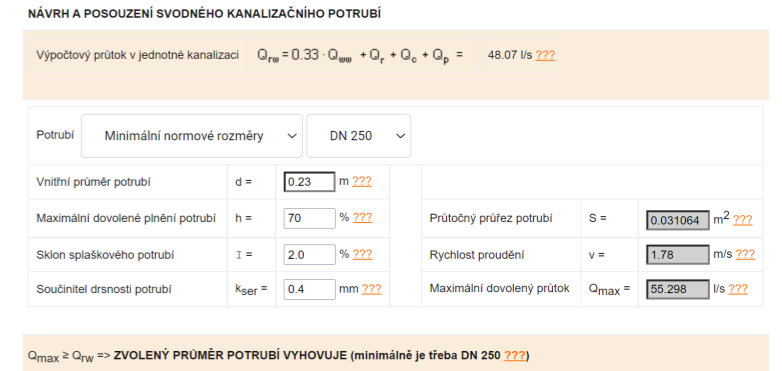 NÁVRH A POSOUZENÍ SVODNÉHO KANALIZAČNÍHO POTRUBÍ
Výpočtový průtok v jednotné kanalizaci Qrw = 0.33 · Qww + Qr + Qc + Qp = 48.07 l/s ???
Potrubí Minimální normové rozměry DN 250
Vnitřní průměr potrubí d = 0.23 m ???
Maximální dovolené plnění potrubí h = 70 % ??? Průtočný průřez potrubí S = 0.031064 m2 ???
Sklon splaškového potrubí I = 2.0 % ??? Rychlost proudění v = 1.78 m/s ???
Součinitel drsnosti potrubí kser = 0.4 mm ??? Maximální dovolený průtok Qmax = 55.298 l/s ???
Qmax ≥ Qrw => ZVOLENÝ PRŮMĚR POTRUBÍ VYHOVUJE (minimálně je třeba DN 250 ???)